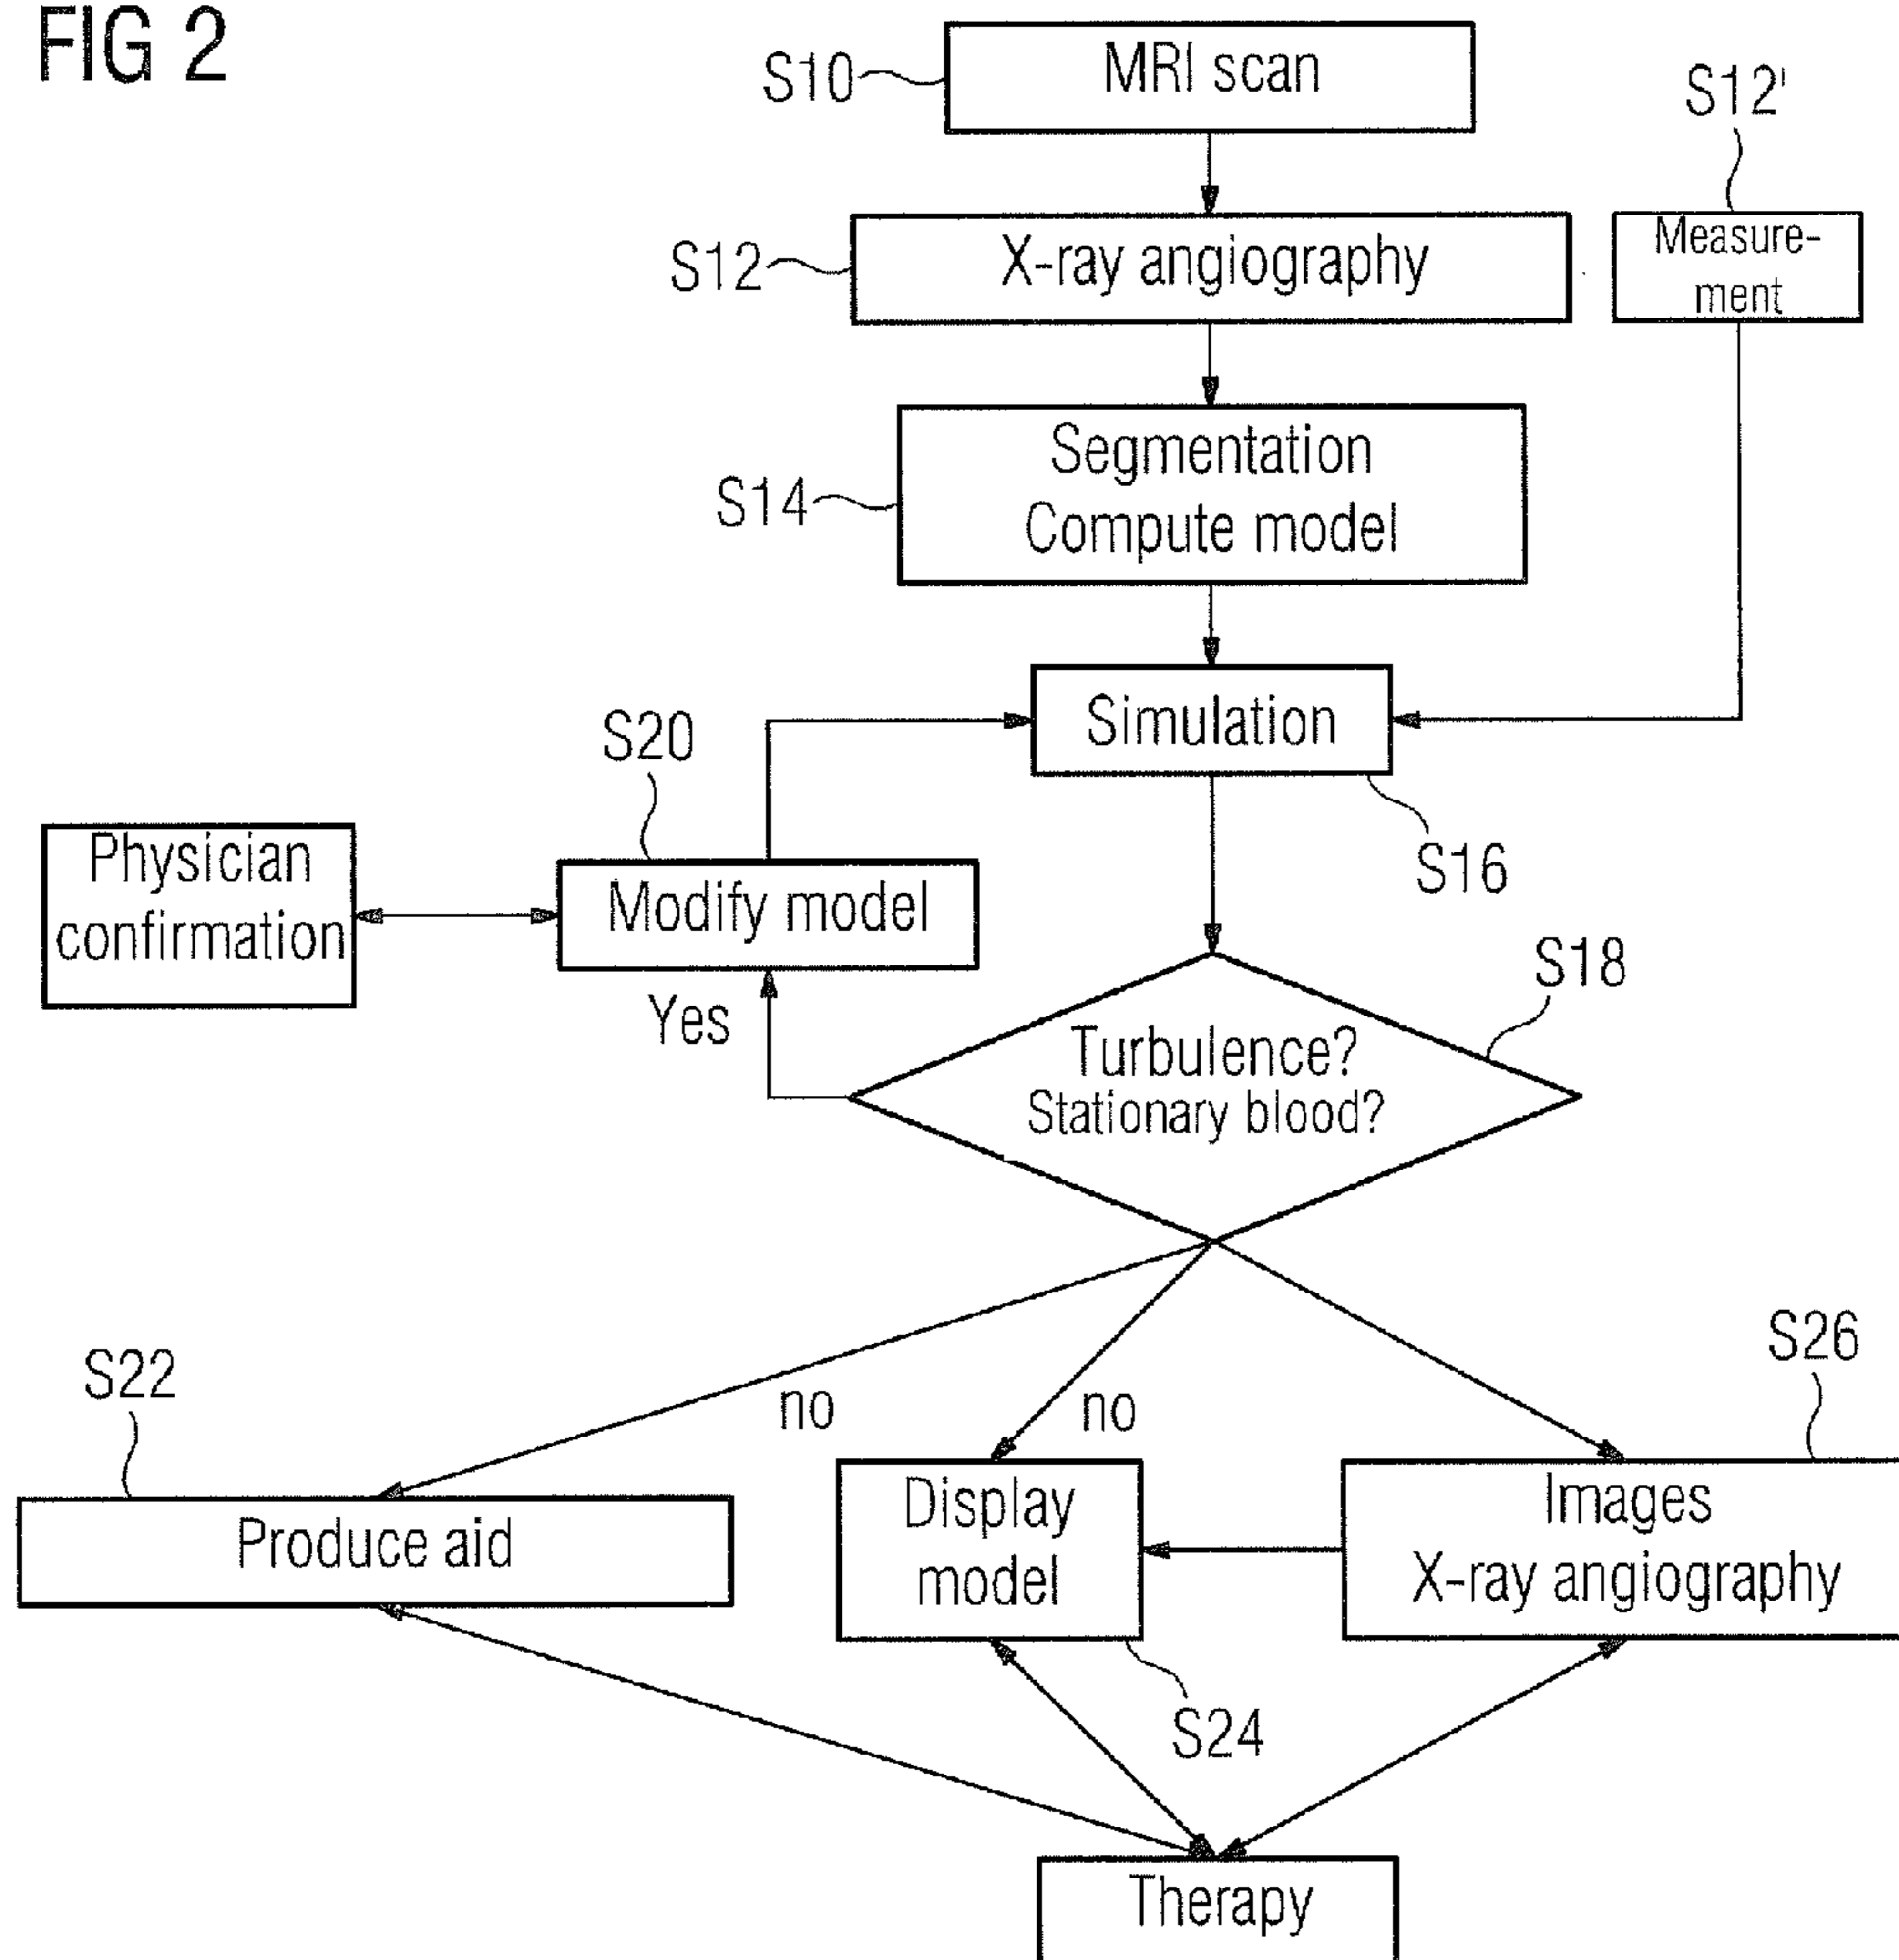 FIG 2
S10
MRI scan
S12'
S12
X-ray angiography
Measure-
ment
S14
Segmentation
Compute model
S20
Simulation
S16
Physician
confirmation
Modify model
Yes
S18
Turbulence?
Stationary blood?
S22
no
no
S26
Produce aid
Display
model
Images
X-ray angiography
S24
Therapy